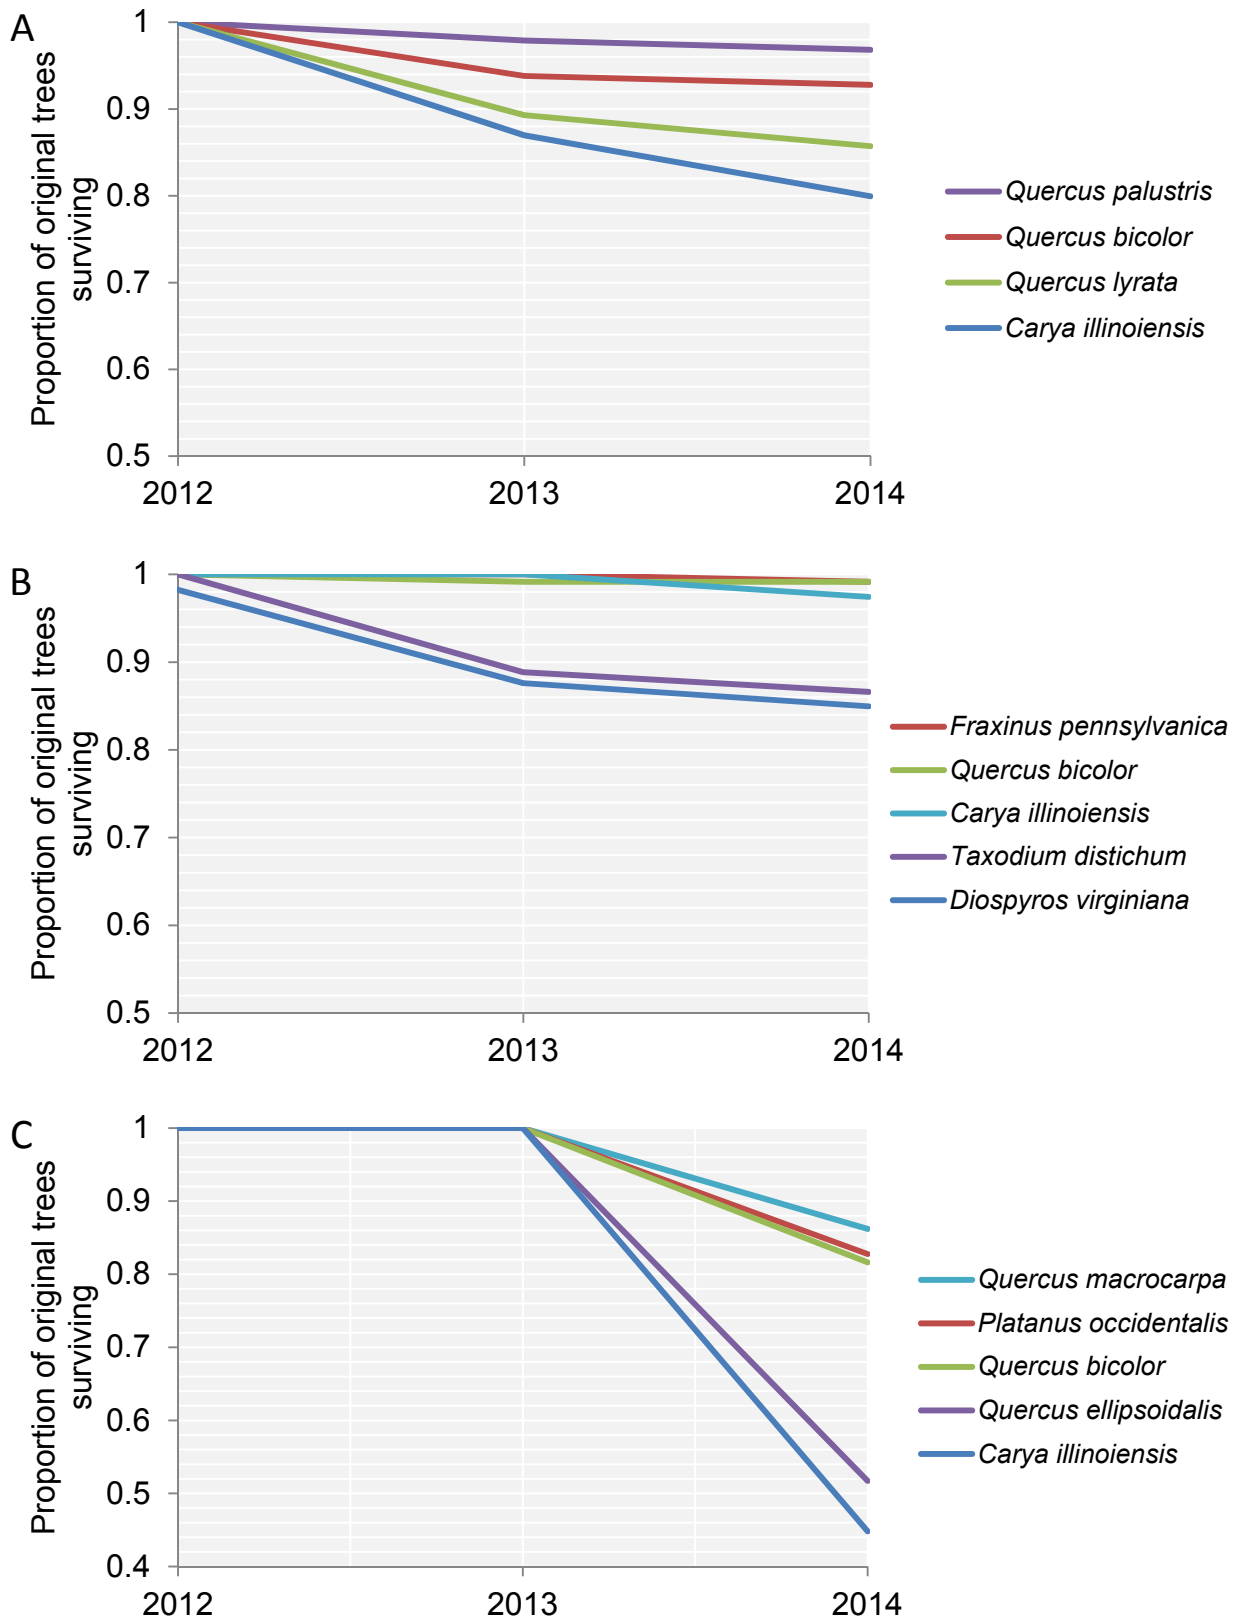 A
Proportion of original trees
surviving
1
0.9
0.8
0.7
0.6
0.5
2012 2013 2014
Quercus palustris
Quercus bicolor
Quercus lyrata
Carya illinoiensis
B
Proportion of original trees
surviving
1
0.9
0.8
0.7
0.6
0.5
2012 2013 2014
Fraxinus pennsylvanica
Quercus bicolor
Carya illinoiensis
Taxodium distichum
Diospyros virginiana
C
Proportion of original trees
surviving
1
0.9
0.8
0.7
0.6
0.5
0.4
2012 2013 2014
Quercus macrocarpa
Platanus occidentalis
Quercus bicolor
Quercus ellipsoidalis
Carya illinoiensis